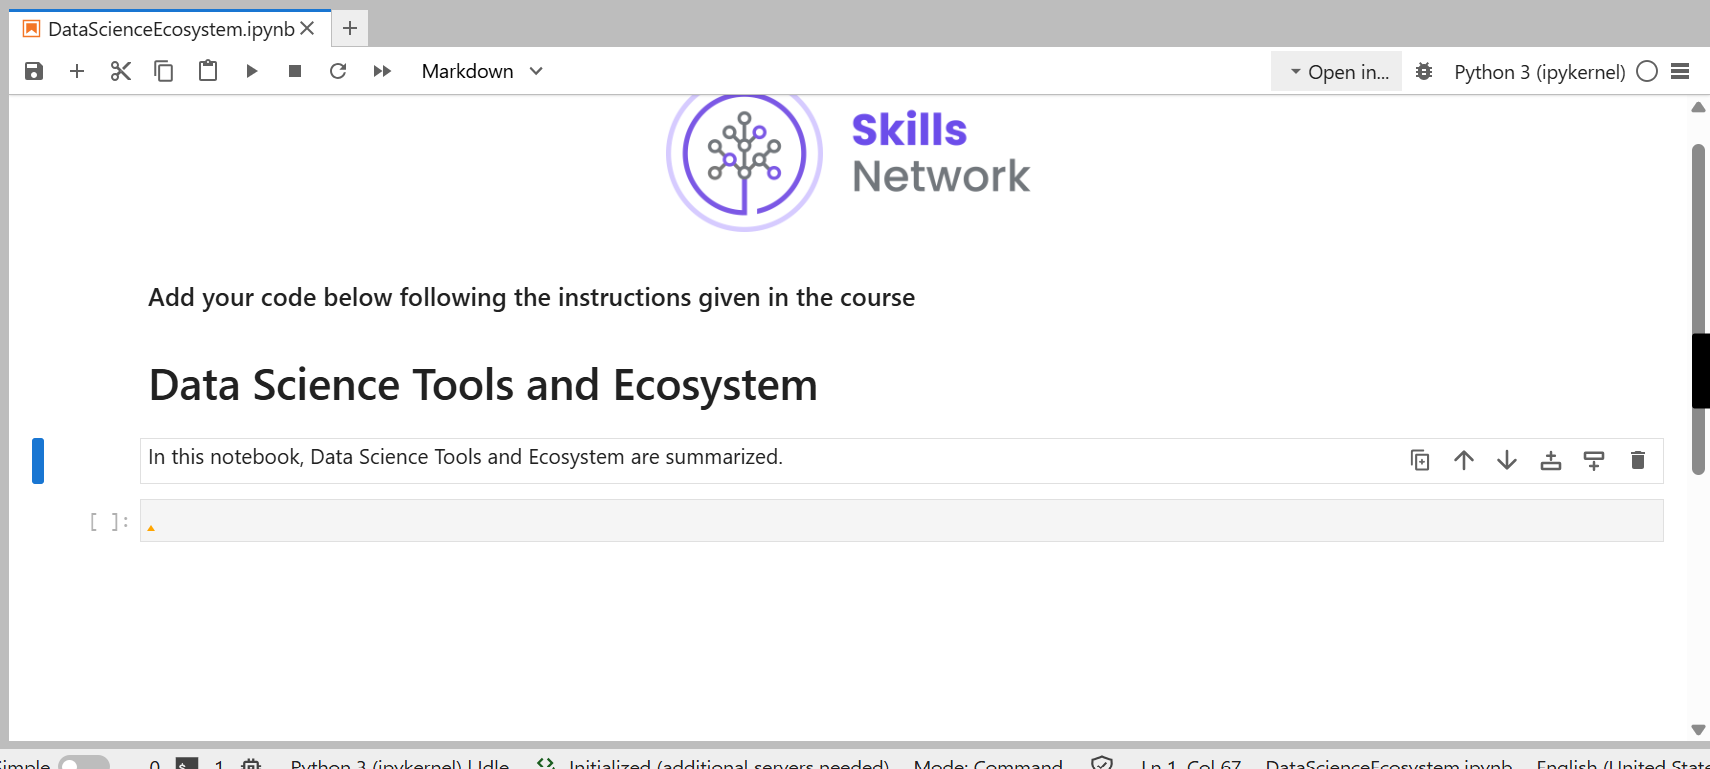 DataScienceEcosystem.ipynb
Markdown
Open in...
Python 3 (ipykernel)
Skills
Network
Add your code below following the instructions given in the course
Data Science Tools and Ecosystem
In this notebook, Data Science Tools and Ecosystem are summarized.
[ ]:
Simple 0 $_ 1 Python 3 (ipykernel) | Idle Initialized (additional servers needed) Mode: Command Ln 1, Col 67 DataScienceEcosystem.ipynb English (United State